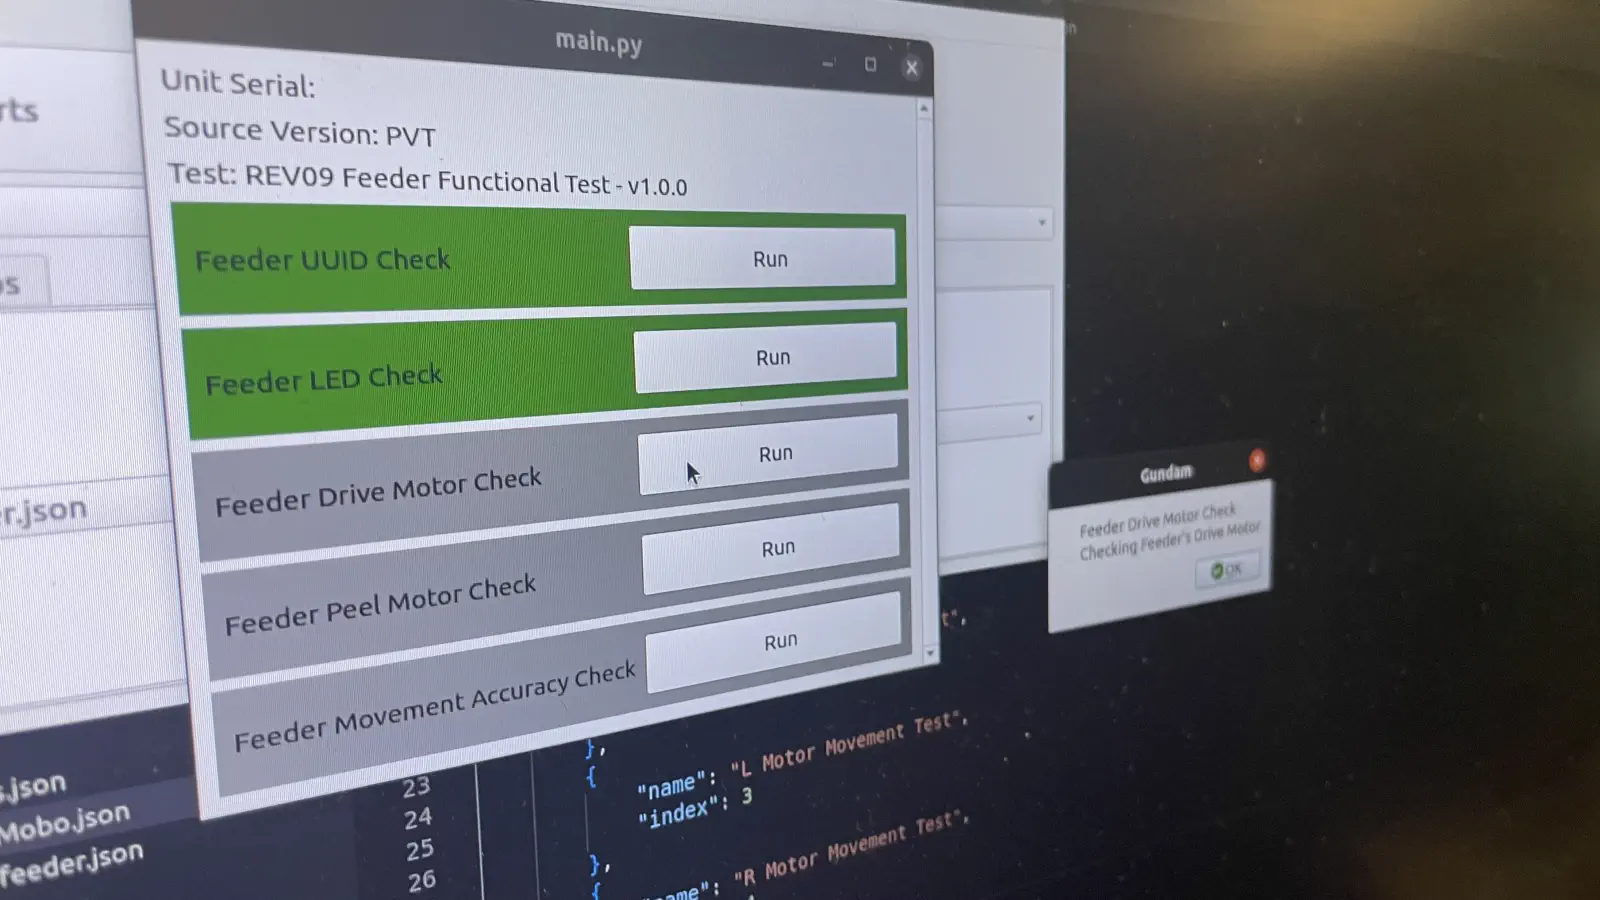 main.py
Unit Serial:
Source Version: PVT
Test: REV09 Feeder Functional Test - v1.0.0
Feeder UUID Check
Run
Feeder LED Check
Run
Feeder Drive Motor Check
Run
Feeder Peel Motor Check
Run
Feeder Movement Accuracy Check
Run
Gundam
Feeder Drive Motor Check
Checking Feeder's Drive Motor
OK
rts
r.json
s.json
Mobo.json
feeder.json
t",
},
23
{
24
"name": "L Motor Movement Test",
25
"index": 3
26
},
{
ame": "R Motor Movement Test",